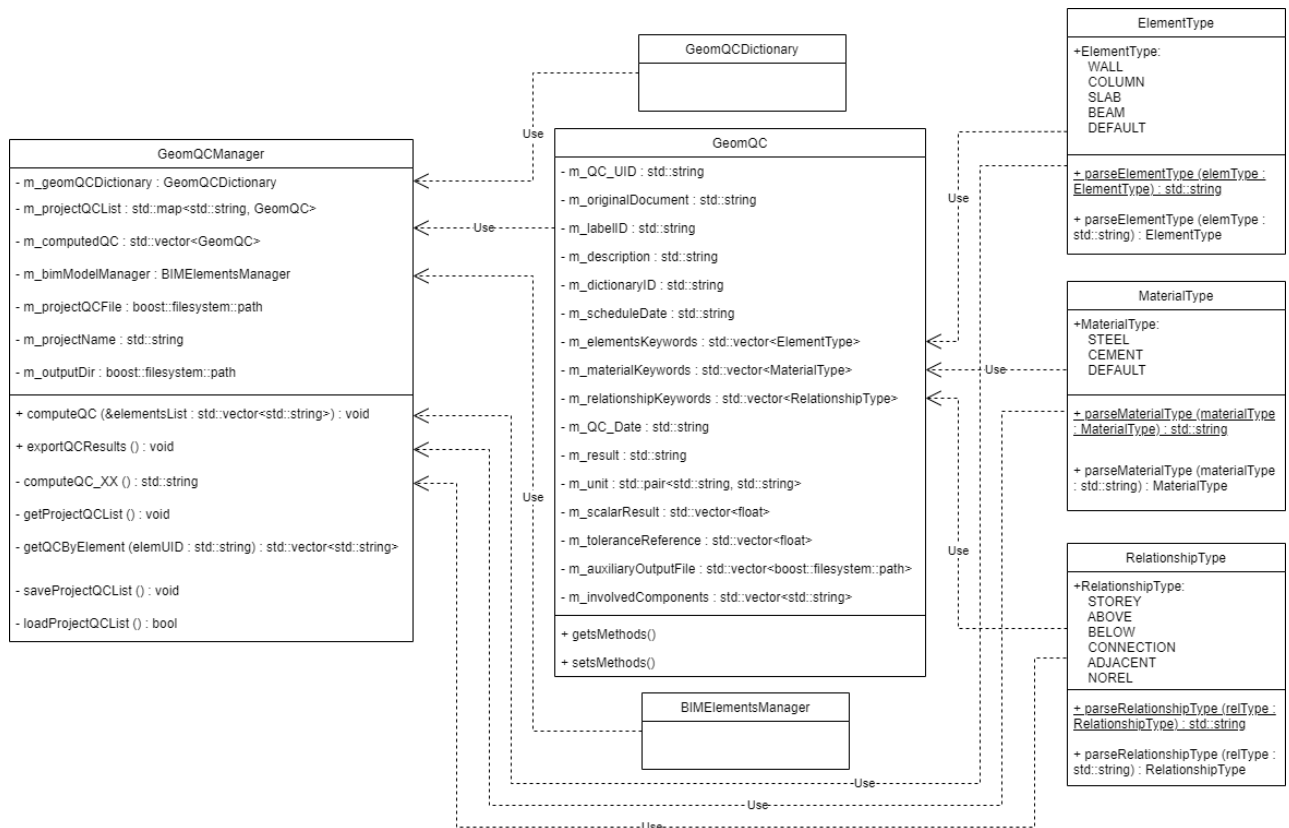 GeomQCManager
- m_geomQCDictionary : GeomQCDictionary
- m_projectQCList : std::map<std::string, GeomQC>
- m_computedQC : std::vector<GeomQC>
- m_bimModelManager : BIMElementsManager
- m_projectQCFile : boost::filesystem::path
- m_projectName : std::string
- m_outputDir : boost::filesystem::path
+ computeQC (&elementsList : std::vector<std::string>) : void
+ exportQCResults () : void
- computeQC_XX () : std::string
- getProjectQCList () : void
- getQCByElement (elemUID : std::string) : std::vector<std::string>
- saveProjectQCList () : void
- loadProjectQCList () : bool
Use
Use
Use
GeomQCDictionary
GeomQC
- m_QC_UID : std::string
- m_originalDocument : std::string
- m_labelID : std::string
- m_description : std::string
- m_dictionaryID : std::string
- m_scheduleDate : std::string
- m_elementsKeywords : std::vector<ElementType>
- m_materialKeywords : std::vector<MaterialType>
- m_relationshipKeywords : std::vector<RelationshipType>
- m_QC_Date : std::string
- m_result : std::string
- m_unit : std::pair<std::string, std::string>
- m_scalarResult : std::vector<float>
- m_toleranceReference : std::vector<float>
- m_auxiliaryOutputFile : std::vector<boost::filesystem::path>
- m_involvedComponents : std::vector<std::string>
+ getsMethods()
+ setsMethods()
BIMElementsManager
Use
Use
Use
Use
Use
Use
ElementType
+ElementType:
WALL
COLUMN
SLAB
BEAM
DEFAULT
+ parseElementType (elemType :
ElementType) : std::string
+ parseElementType (elemType :
std::string) : ElementType
MaterialType
+MaterialType:
STEEL
CEMENT
DEFAULT
+ parseMaterialType (materialType
: MaterialType) : std::string
+ parseMaterialType (materialType
: std::string) : MaterialType
RelationshipType
+RelationshipType:
STOREY
ABOVE
BELOW
CONNECTION
ADJACENT
NOREL
+ parseRelationshipType (relType :
RelationshipType) : std::string
+ parseRelationshipType (relType :
std::string) : RelationshipType